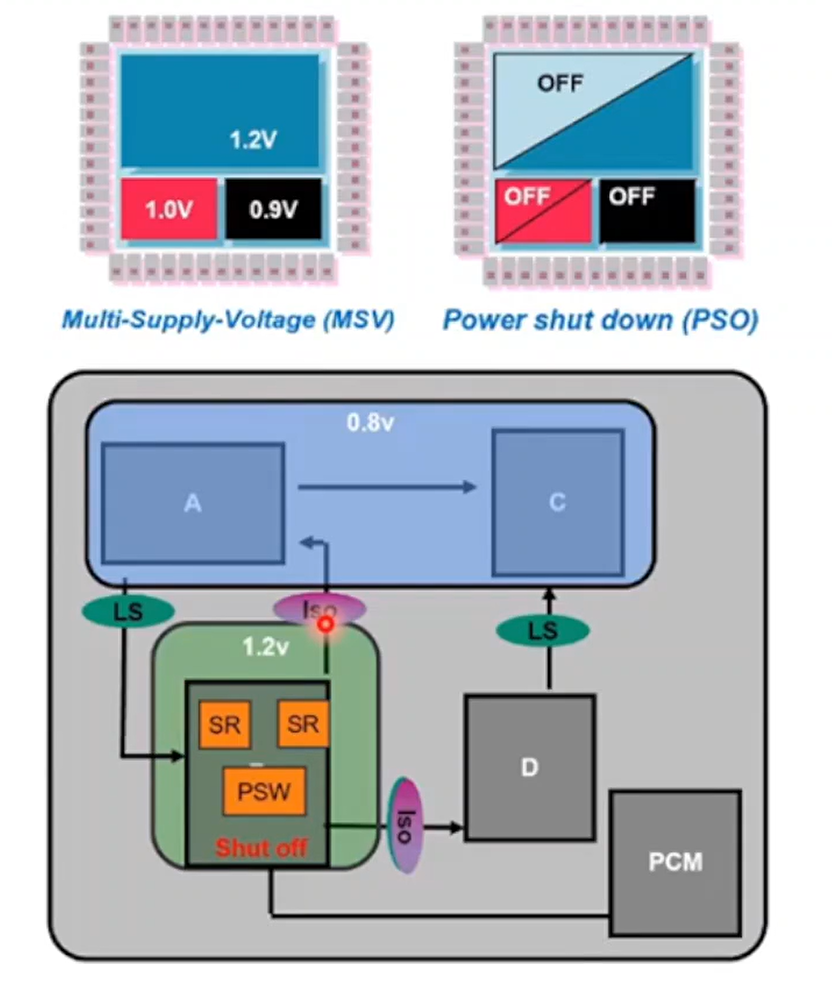 1.2V
1.0V
0.9V
OFF
OFF
OFF
Multi-Supply-Voltage (MSV)
Power shut down (PSO)
0.8v
A
C
LS
Iso
LS
1.2v
SR
SR
D
PSW
Iso
Shut off
PCM